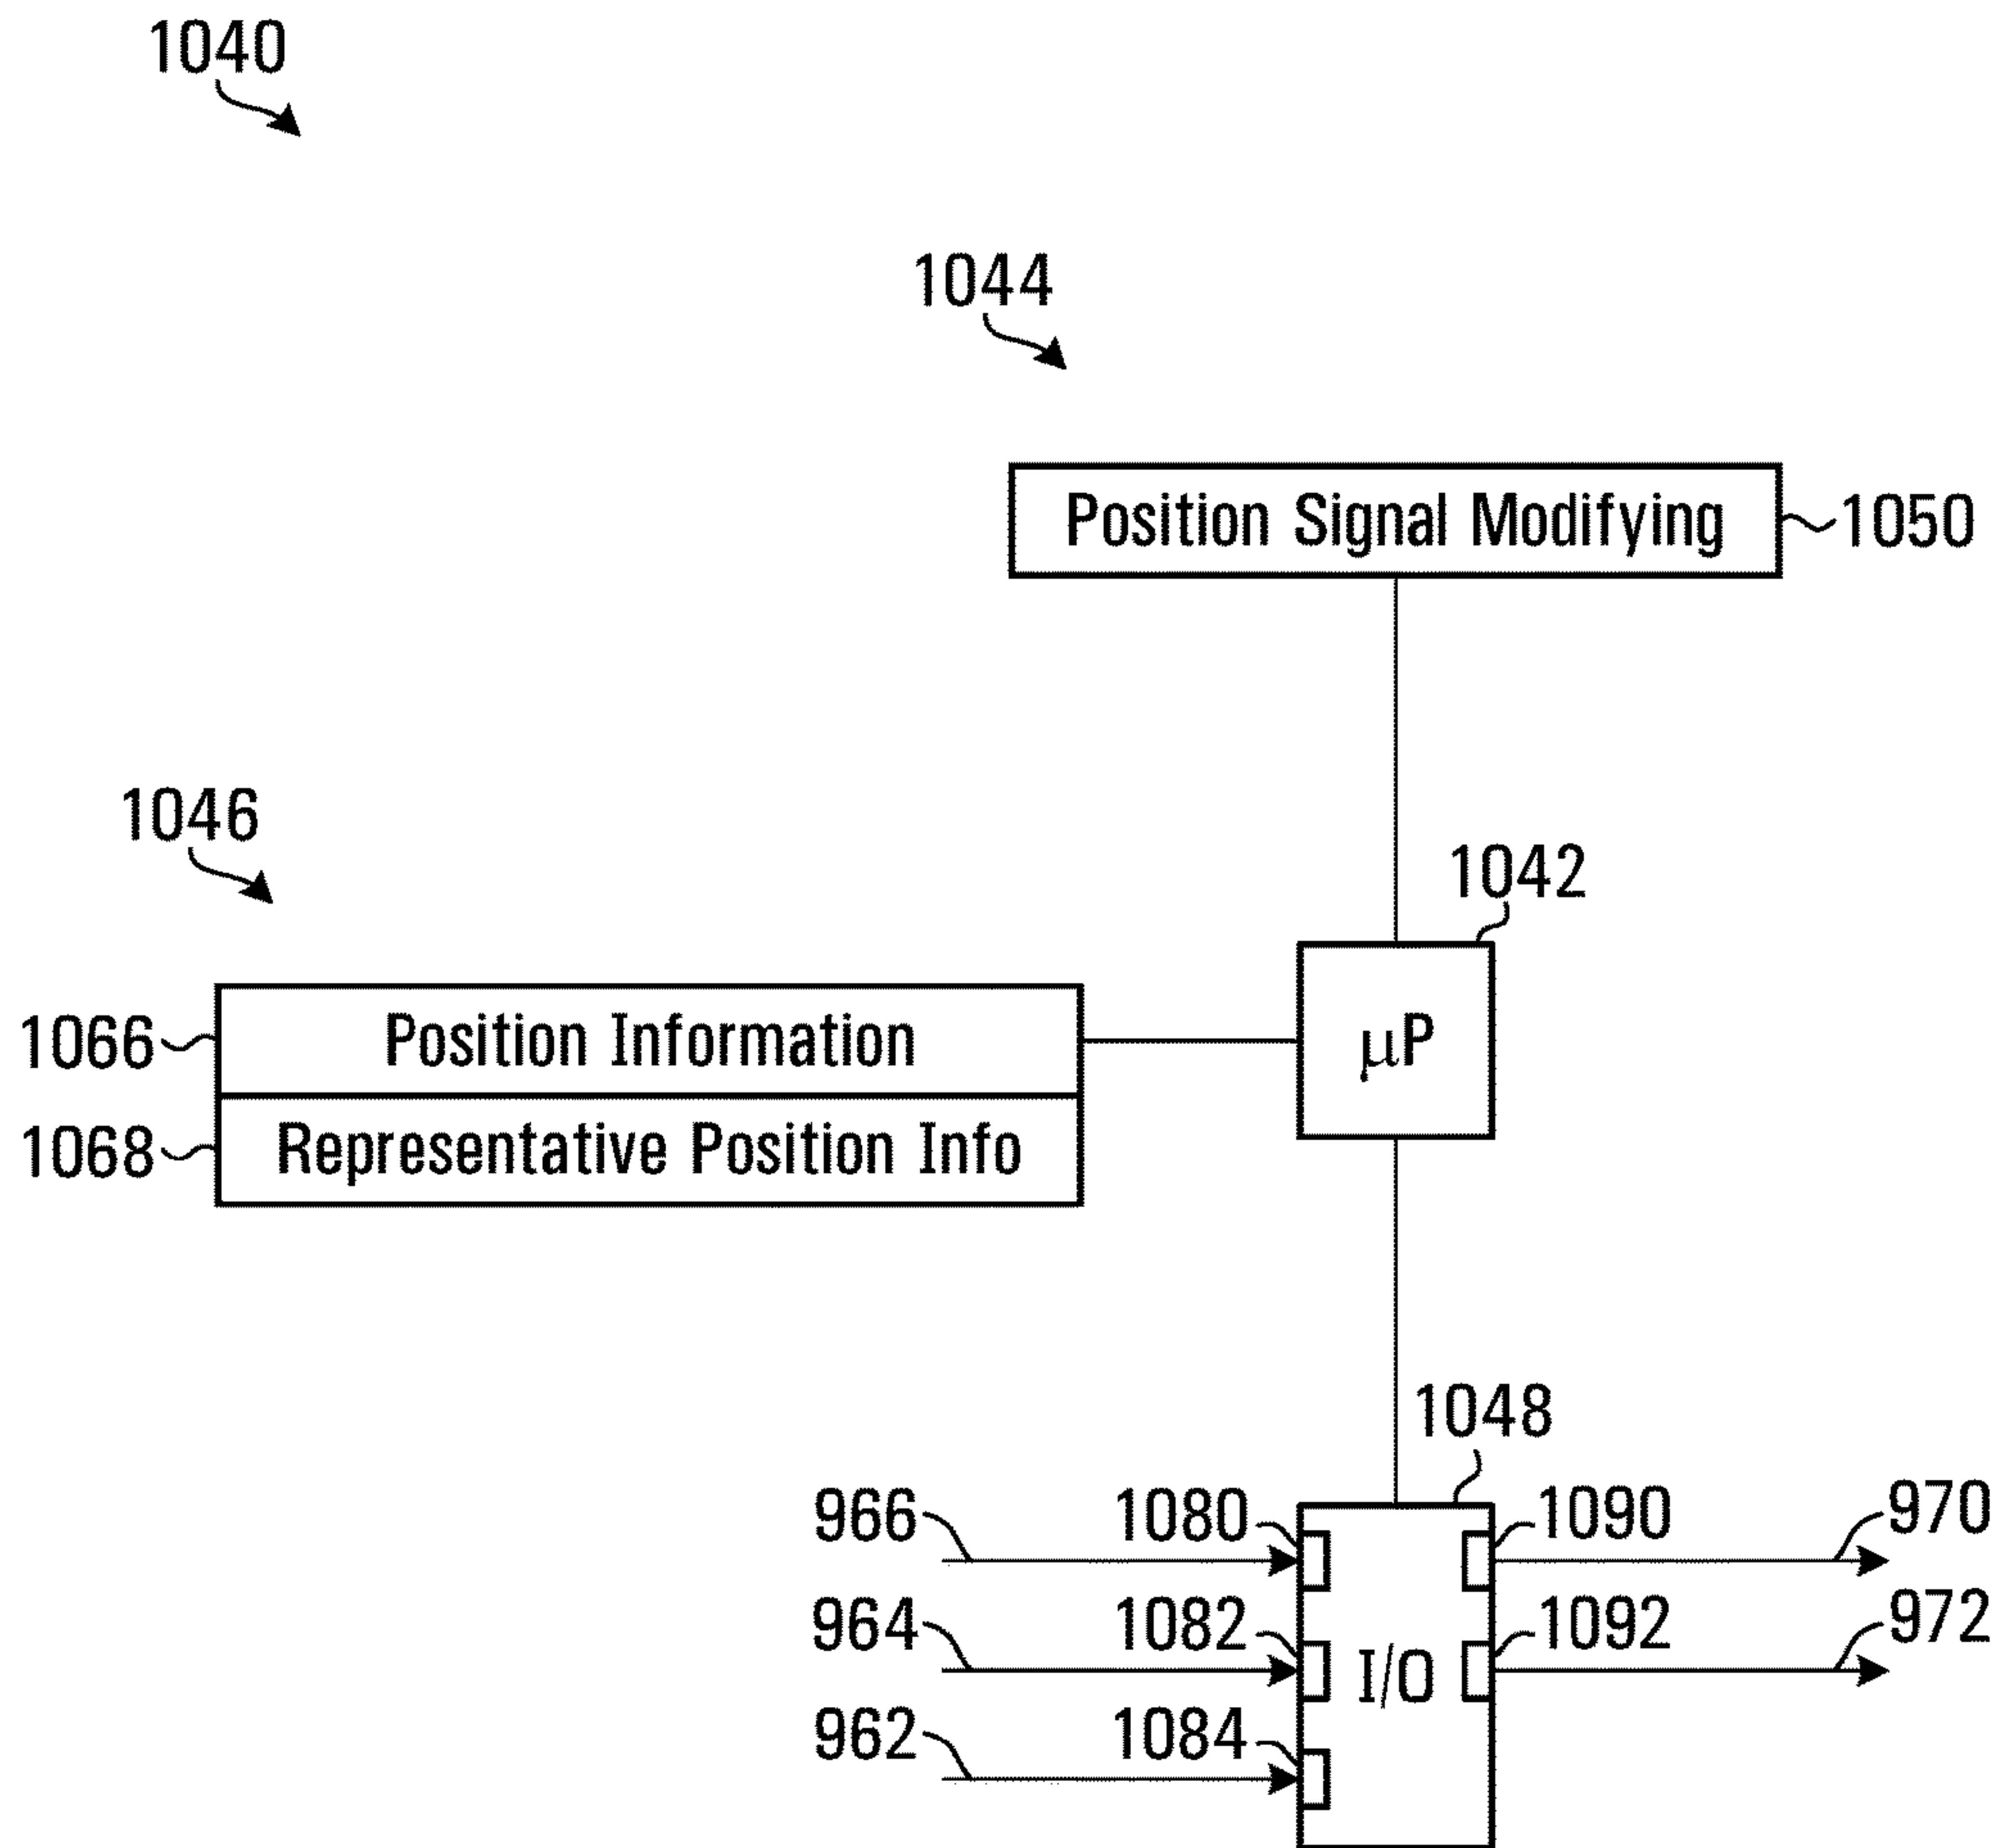 1040
1044
Position Signal Modifying 1050
1046
1042
1066 Position Information
µP
1068 Representative Position Info
1048
966 1080 1090 970
964 1082 I/O 1092 972
962 1084